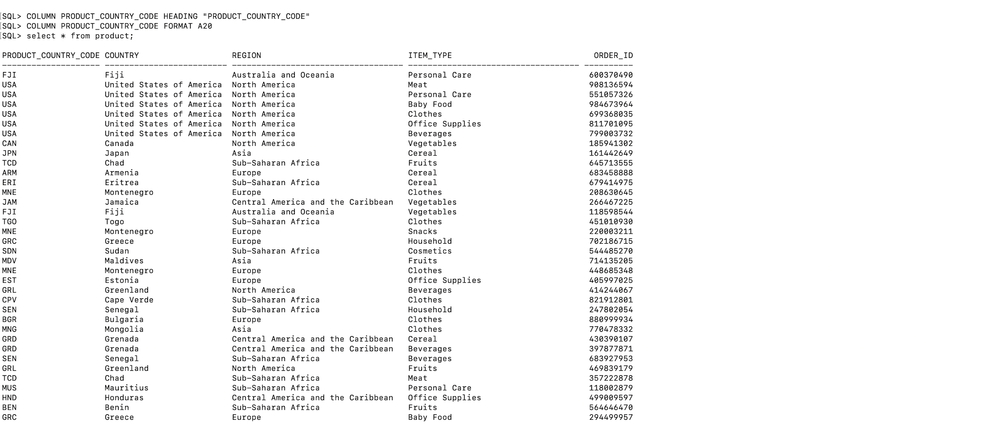 SQL> COLUMN PRODUCT_COUNTRY_CODE HEADING "PRODUCT_COUNTRY_CODE"
SQL> COLUMN PRODUCT_COUNTRY_CODE FORMAT A20
SQL> select * from product;
PRODUCT_COUNTRY_CODE COUNTRY REGION ITEM_TYPE ORDER_ID
-------------------- ------------------------- ----------------------------------- ----------------------------------- ----------
FJI Fiji Australia and Oceania Personal Care 600370490
USA United States of America North America Meat 908136594
USA United States of America North America Personal Care 551057326
USA United States of America North America Baby Food 984673964
USA United States of America North America Clothes 699368035
USA United States of America North America Office Supplies 811701095
USA United States of America North America Beverages 799003732
CAN Canada North America Vegetables 185941302
JPN Japan Asia Cereal 161442649
TCD Chad Sub-Saharan Africa Fruits 645713555
ARM Armenia Europe Cereal 683458888
ERI Eritrea Sub-Saharan Africa Cereal 679414975
MNE Montenegro Europe Clothes 208630645
JAM Jamaica Central America and the Caribbean Vegetables 266467225
FJI Fiji Australia and Oceania Vegetables 118598544
TGO Togo Sub-Saharan Africa Clothes 451010930
MNE Montenegro Europe Snacks 220003211
GRC Greece Europe Household 702186715
SDN Sudan Sub-Saharan Africa Cosmetics 544485270
MDV Maldives Asia Fruits 714135205
MNE Montenegro Europe Clothes 448685348
EST Estonia Europe Office Supplies 405997025
GRL Greenland North America Beverages 414244067
CPV Cape Verde Sub-Saharan Africa Clothes 821912801
SEN Senegal Sub-Saharan Africa Household 247802054
BGR Bulgaria Europe Clothes 880999934
MNG Mongolia Asia Clothes 770478332
GRD Grenada Central America and the Caribbean Cereal 430390107
GRD Grenada Central America and the Caribbean Beverages 397877871
SEN Senegal Sub-Saharan Africa Beverages 683927953
GRL Greenland North America Fruits 469839179
TCD Chad Sub-Saharan Africa Meat 357222878
MUS Mauritius Sub-Saharan Africa Personal Care 118002879
HND Honduras Central America and the Caribbean Office Supplies 499009597
BEN Benin Sub-Saharan Africa Fruits 564646470
GRC Greece Europe Baby Food 294499957